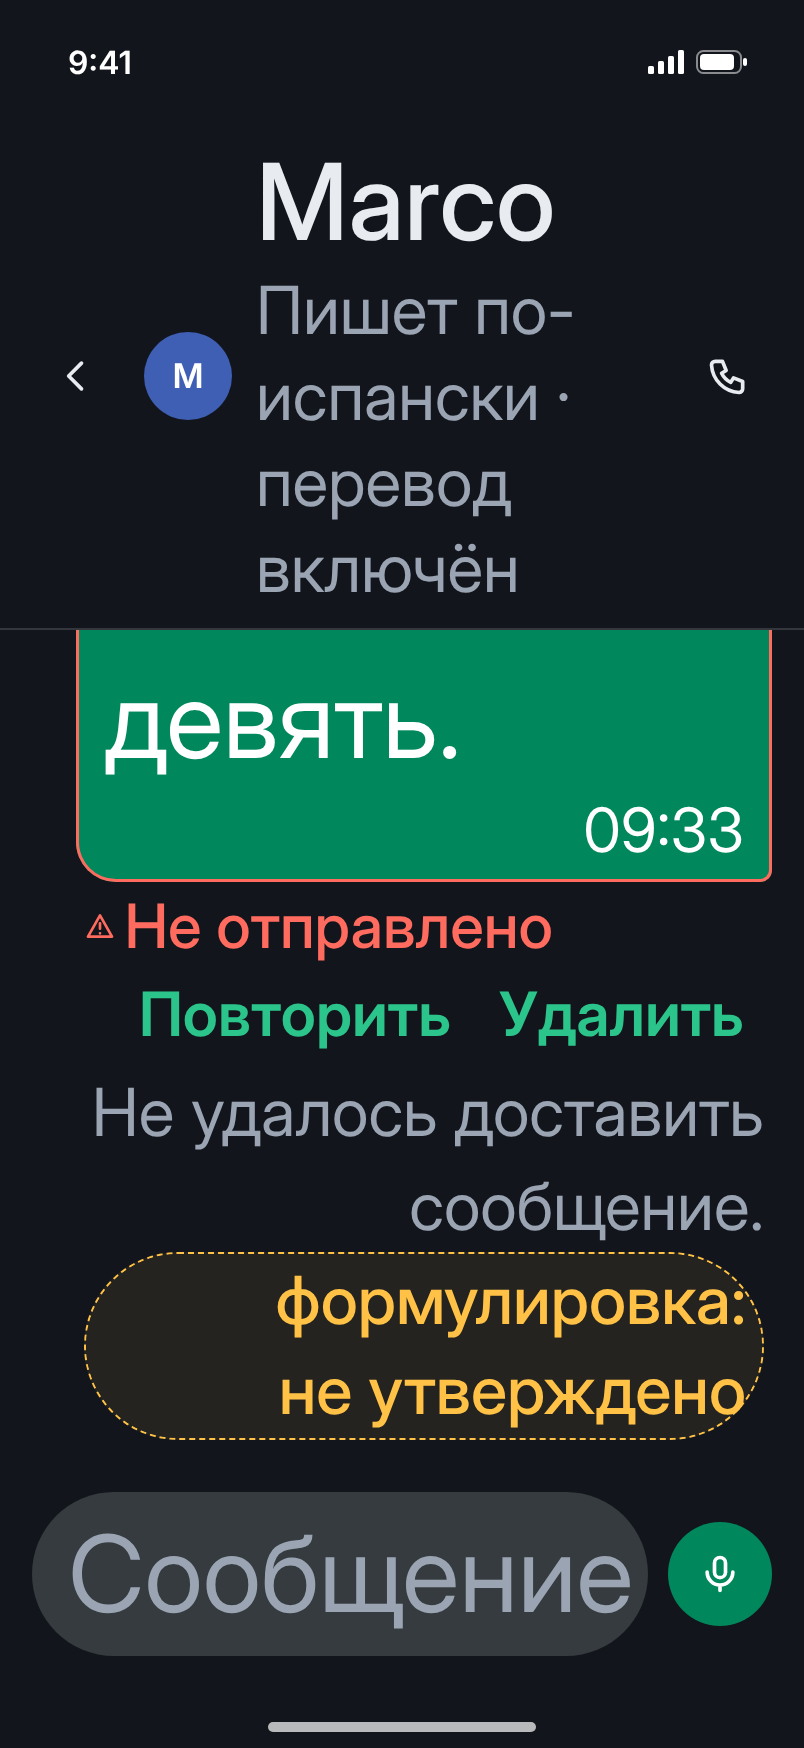 9:41
Marco
M
Пишет по-
испански ·
перевод
включён
девять.
09:33
Не отправлено
Повторить Удалить
Не удалось доставить
сообщение.
формулировка:
не утверждено
Сообщение